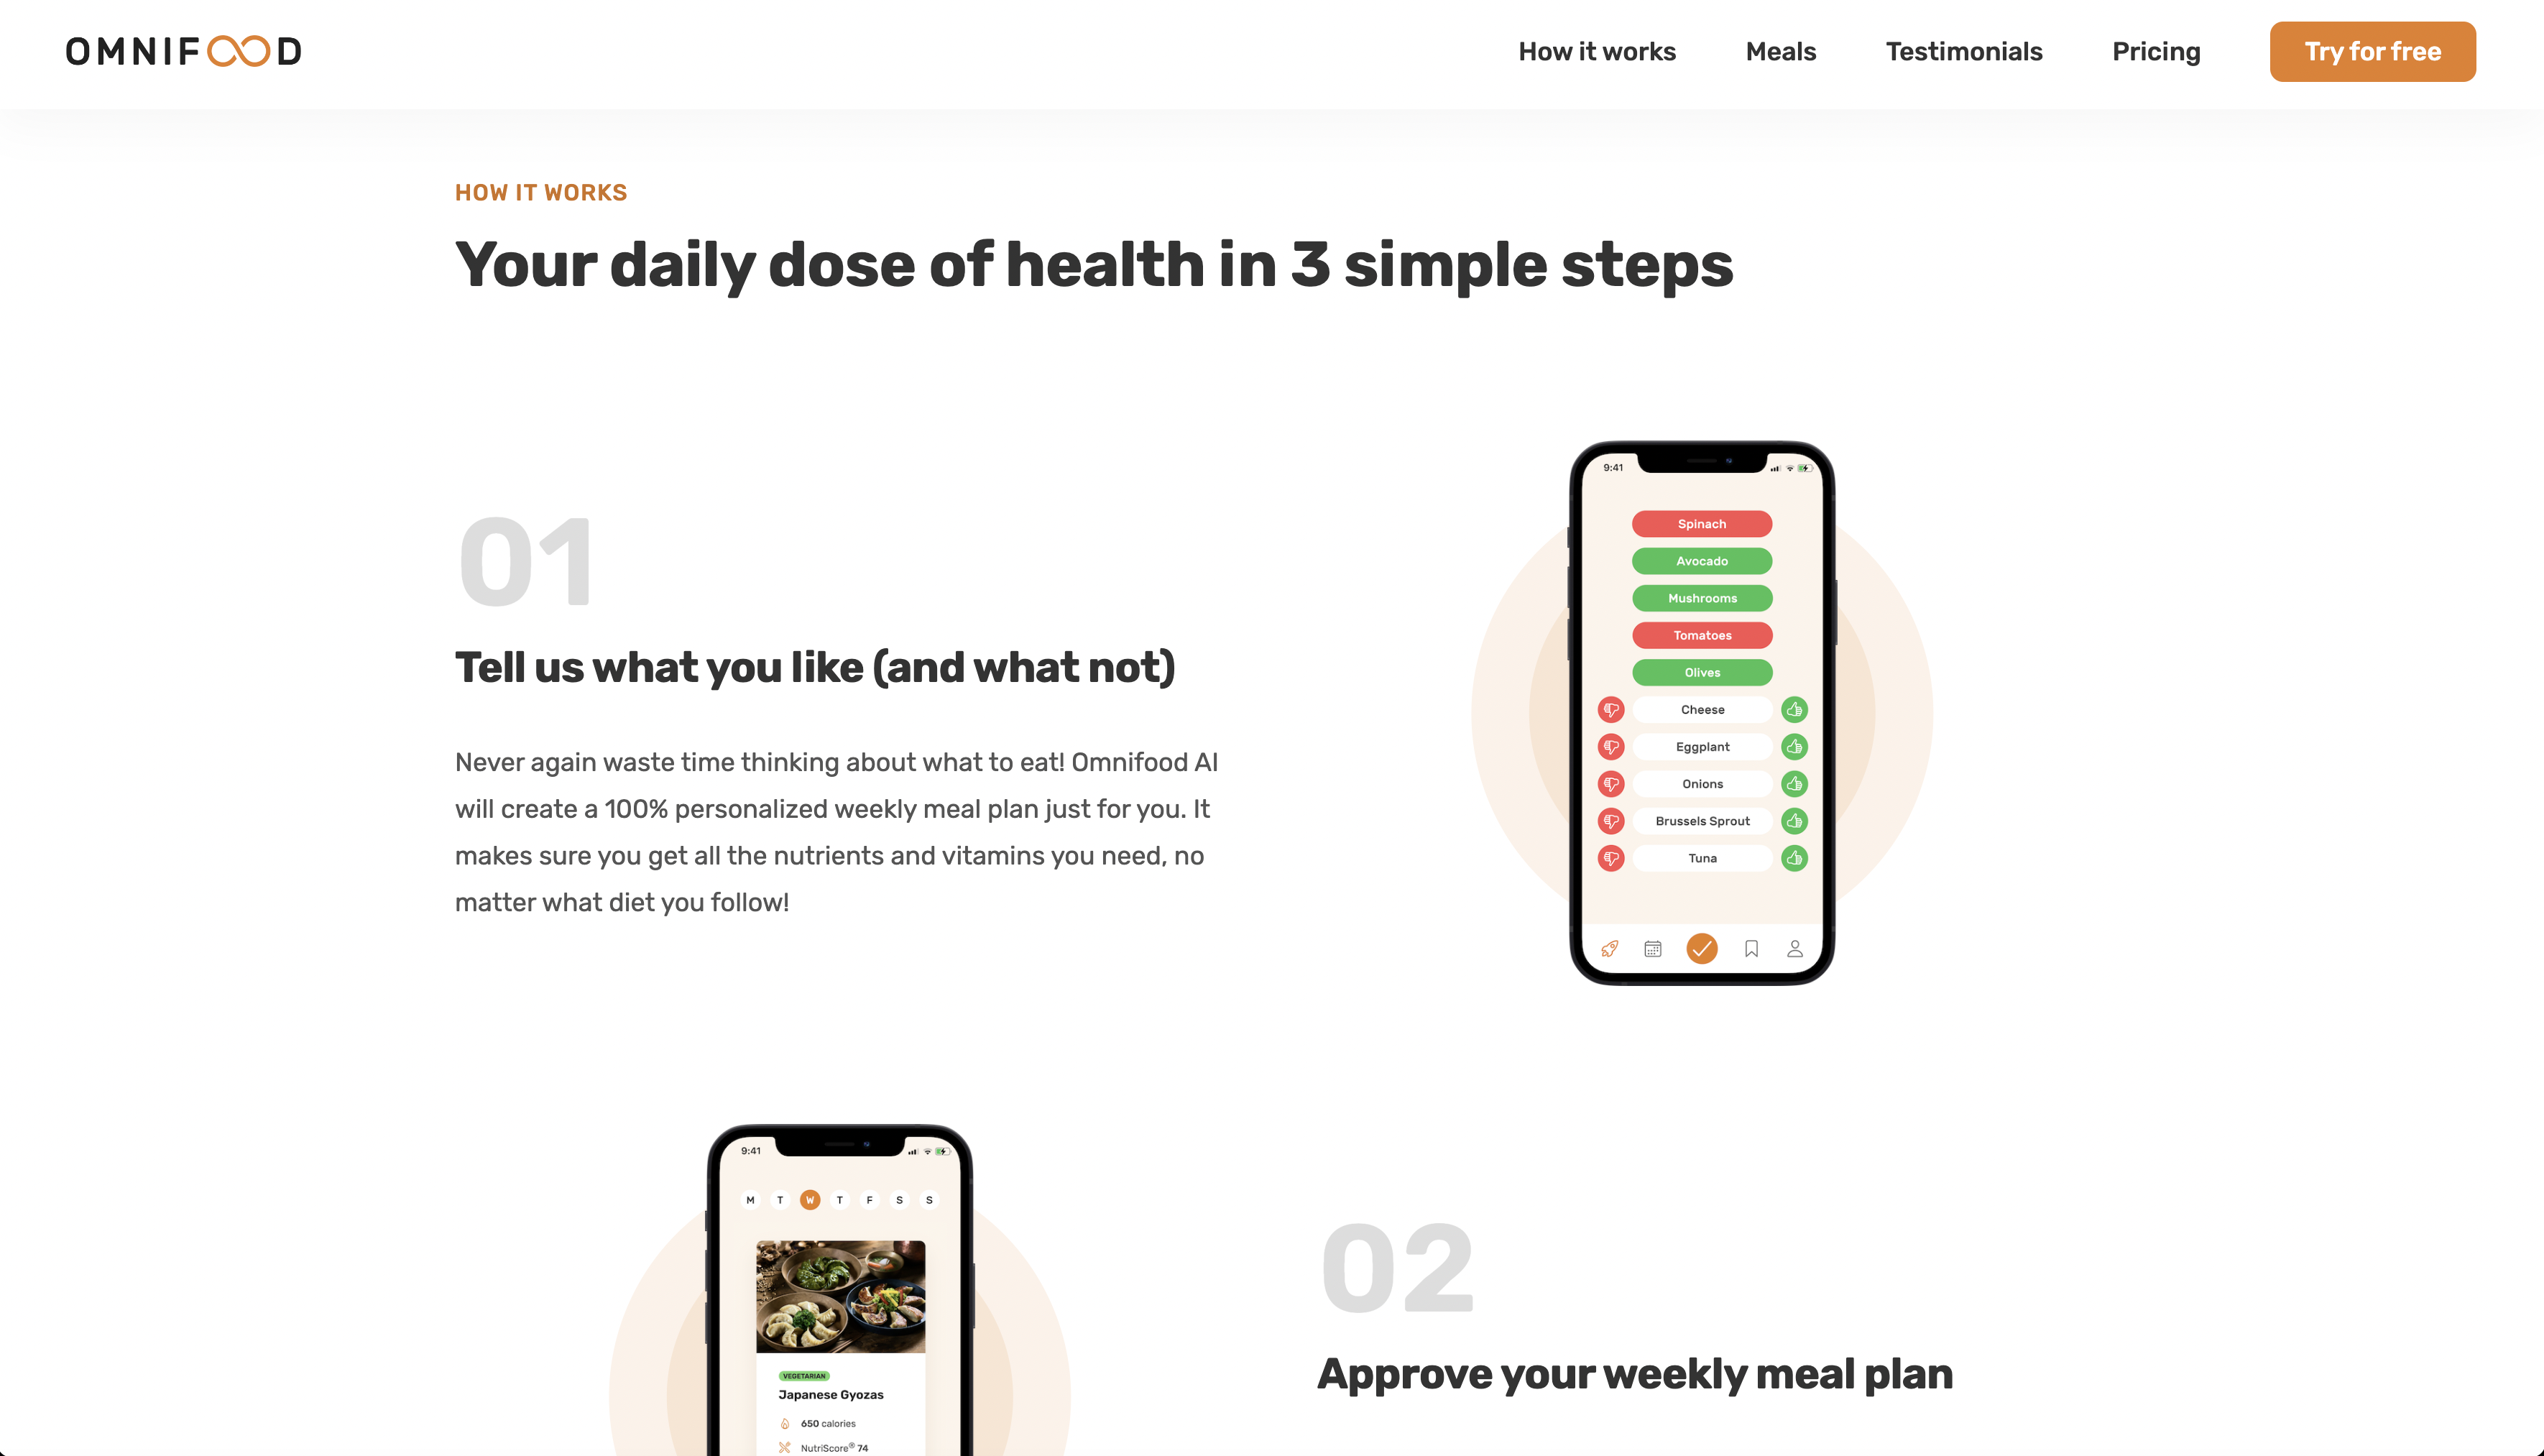 OMNIFOOD
How it works
Meals
Testimonials
Pricing
Try for free
HOW IT WORKS
Your daily dose of health in 3 simple steps
01
Tell us what you like (and what not)
Never again waste time thinking about what to eat! Omnifood AI
will create a 100% personalized weekly meal plan just for you. It
makes sure you get all the nutrients and vitamins you need, no
matter what diet you follow!
9:41
Spinach
Avocado
Mushrooms
Tomatoes
Olives
Cheese
Eggplant
Onions
Brussels Sprout
Tuna
9:41
M T W T F S S
VEGETARIAN
Japanese Gyozas
650 calories
NutriScore® 74
02
Approve your weekly meal plan